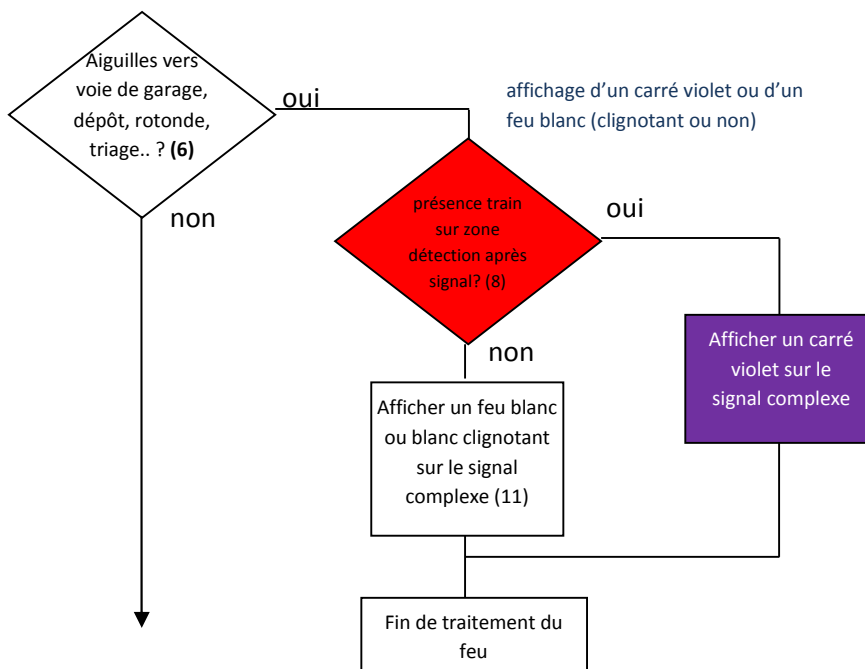 Aiguilles vers
voie de garage,
dépôt, rotonde,
triage.. ? (6)
oui
affichage d’un carré violet ou d’un
feu blanc (clignotant ou non)
non
présence train
sur zone
détection après
signal? (8)
oui
non
Afficher un carré
violet sur le
signal complexe
Afficher un feu blanc
ou blanc clignotant
sur le signal
complexe (11)
Fin de traitement du
feu